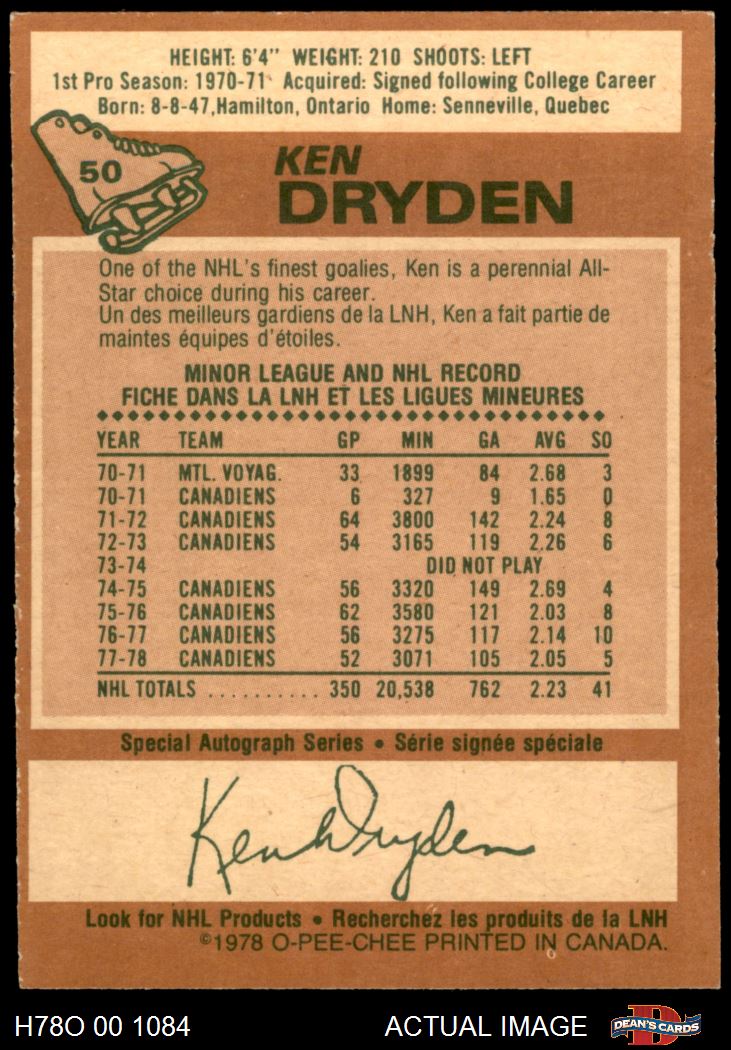 HEIGHT: 6'4" WEIGHT: 210 SHOOTS: LEFT
1st Pro Season: 1970-71 Acquired: Signed following College Career
Born: 8-8-47, Hamilton, Ontario Home: Senneville, Quebec
50
KEN
DRYDEN
One of the NHL's finest goalies, Ken is a perennial All-
Star choice during his career.
Un des meilleurs gardiens de la LNH, Ken a fait partie de
maintes équipes d'étoiles.
MINOR LEAGUE AND NHL RECORD
FICHE DANS LA LNH ET LES LIGUES MINEURES
YEAR TEAM GP MIN GA AVG SO
70-71 MTL. VOYAG. 33 1899 84 2.68 3
70-71 CANADIENS 6 327 9 1.65 0
71-72 CANADIENS 64 3800 142 2.24 8
72-73 CANADIENS 54 3165 119 2.26 6
73-74 DID NOT PLAY
74-75 CANADIENS 56 3320 149 2.69 4
75-76 CANADIENS 62 3580 121 2.03 8
76-77 CANADIENS 56 3275 117 2.14 10
77-78 CANADIENS 52 3071 105 2.05 5
NHL TOTALS .......... 350 20,538 762 2.23 41
Special Autograph Series • Série signée spéciale
Ken Dryden
Look for NHL Products • Recherchez les produits de la LNH
©1978 O-PEE-CHEE PRINTED IN CANADA.
H78O 00 1084 ACTUAL IMAGE D DEAN'S CARDS